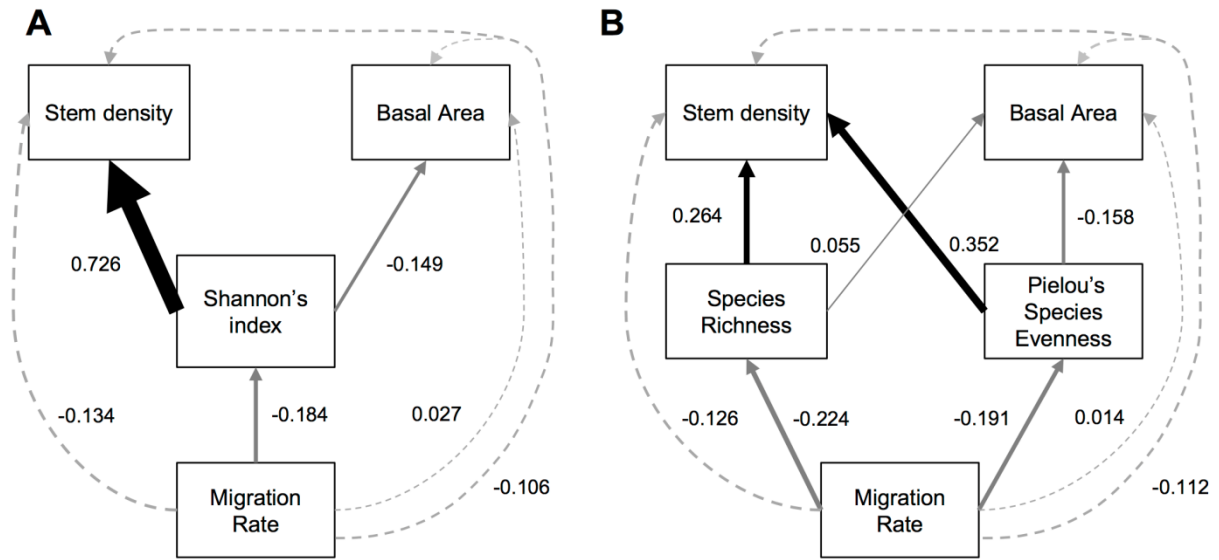 A
Stem density
Basal Area
0.726
-0.149
Shannon's
index
-0.134
-0.184
0.027
Migration
Rate
-0.106
B
Stem density
Basal Area
0.264
0.055
0.352
-0.158
Species
Richness
Pielou's
Species
Evenness
-0.126
-0.224
-0.191
0.014
Migration
Rate
-0.112